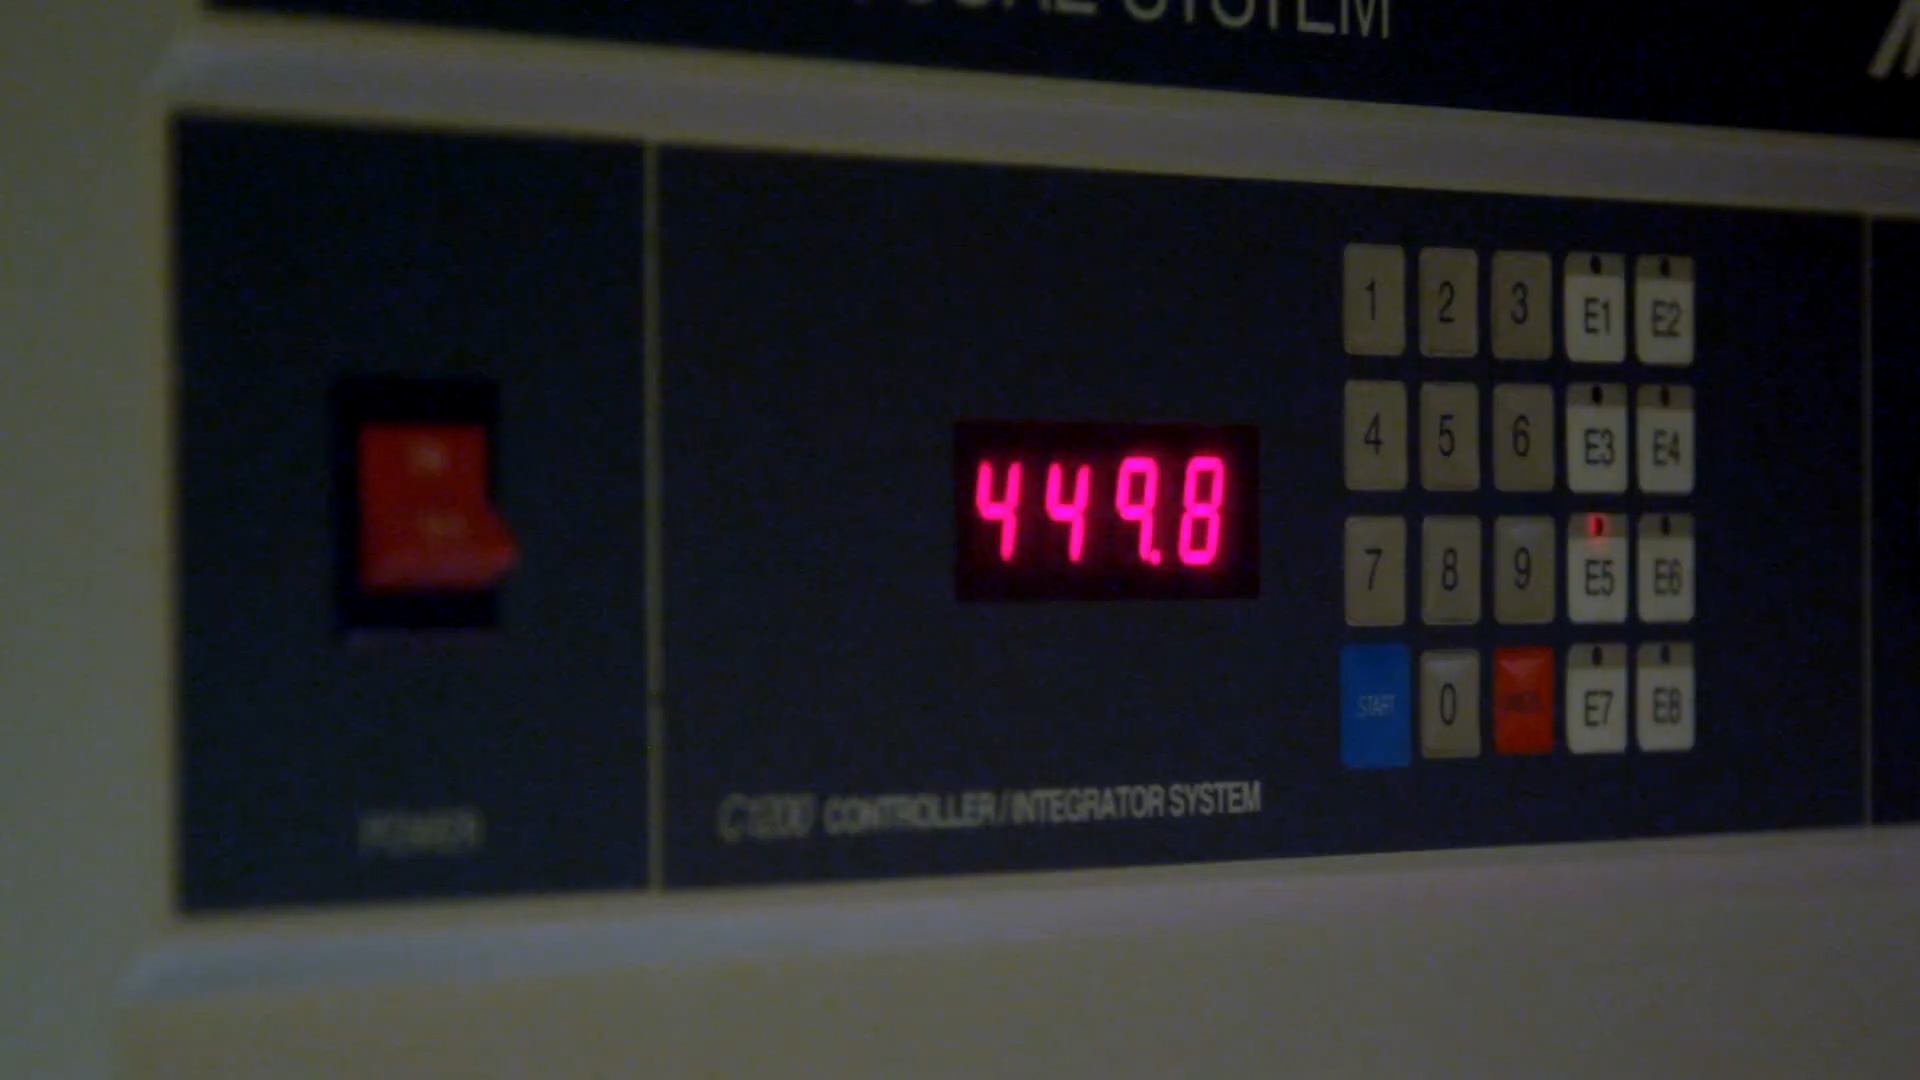 SYSTEM
449.8
1 2 3 E1 E2
4 5 6 E3 E4
7 8 9 E5 E6
START 0 E7 E8
POWER
CONTROLLER / INTEGRATOR SYSTEM